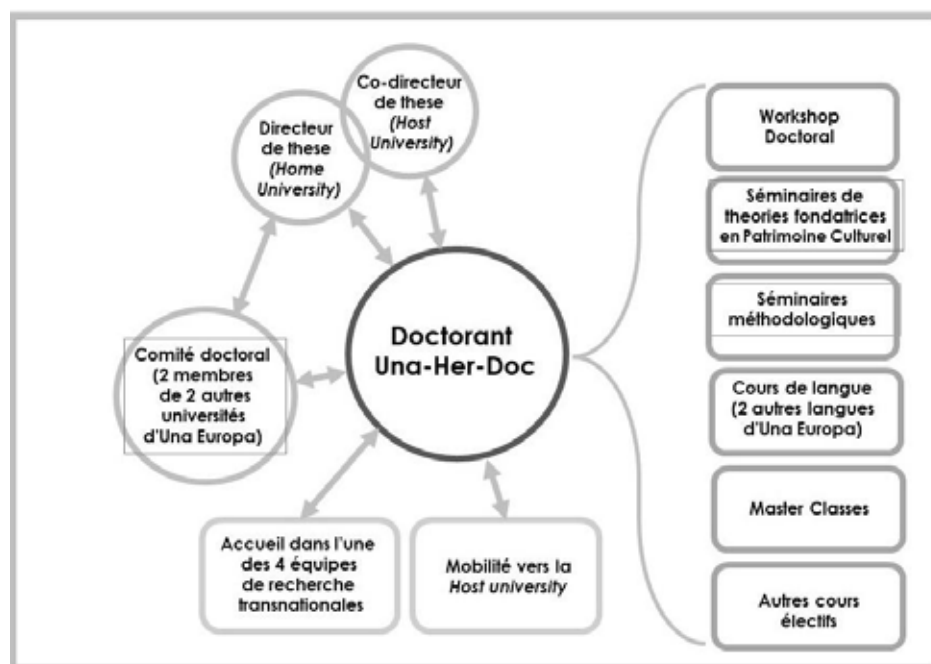 Co-directeur
de these
(Host
University)
Directeur
de these
(Home
University)
Doctorant
Una-Her-Doc
Comité doctoral
(2 membres
de 2 autres
universités
d'Una Europa)
Accueil dans l'une
des 4 équipes
de recherche
transnationales
Mobilité vers la
Host university
Workshop
Doctoral
Séminaires de
theories fondatrices
en Patrimoine Culturel
Séminaires
méthodologiques
Cours de langue
(2 autres langues
d'Una Europa)
Master Classes
Autres cours
électifs